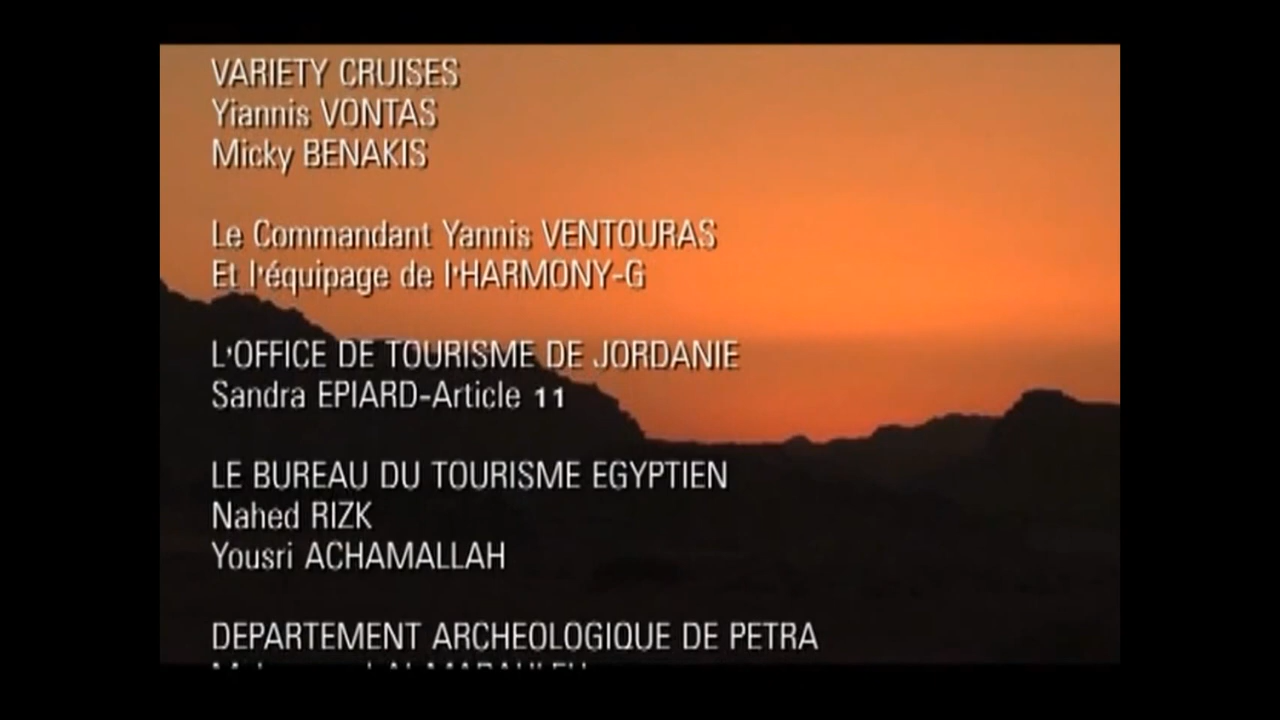 VARIETY CRUISES
Yiannis VONTAS
Micky BENAKIS
Le Commandant Yannis VENTOURAS
Et l'équipage de l'HARMONY-G
L'OFFICE DE TOURISME DE JORDANIE
Sandra EPIARD-Article 11
LE BUREAU DU TOURISME EGYPTIEN
Nahed RIZK
Yousri ACHAMALLAH
DEPARTEMENT ARCHEOLOGIQUE DE PETRA